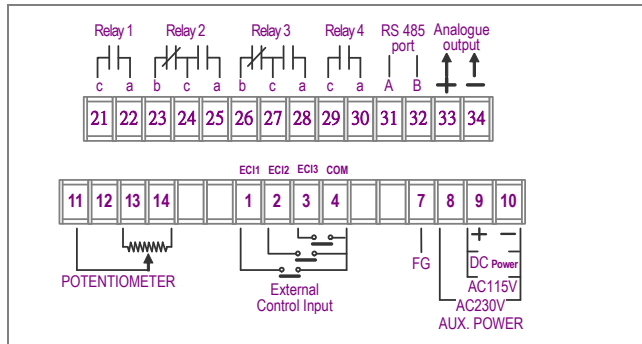 Relay 1 Relay 2 Relay 3 Relay 4 RS 485 port Analogue output
c a b c a b c a c a A B + −
21 22 23 24 25 26 27 28 29 30 31 32 33 34
ECI1 ECI2 ECI3 COM
11 12 13 14 1 2 3 4 7 8 9 10
+ −
POTENTIOMETER
External Control Input
FG
DC Power
AC115V
AC230V
AUX. POWER